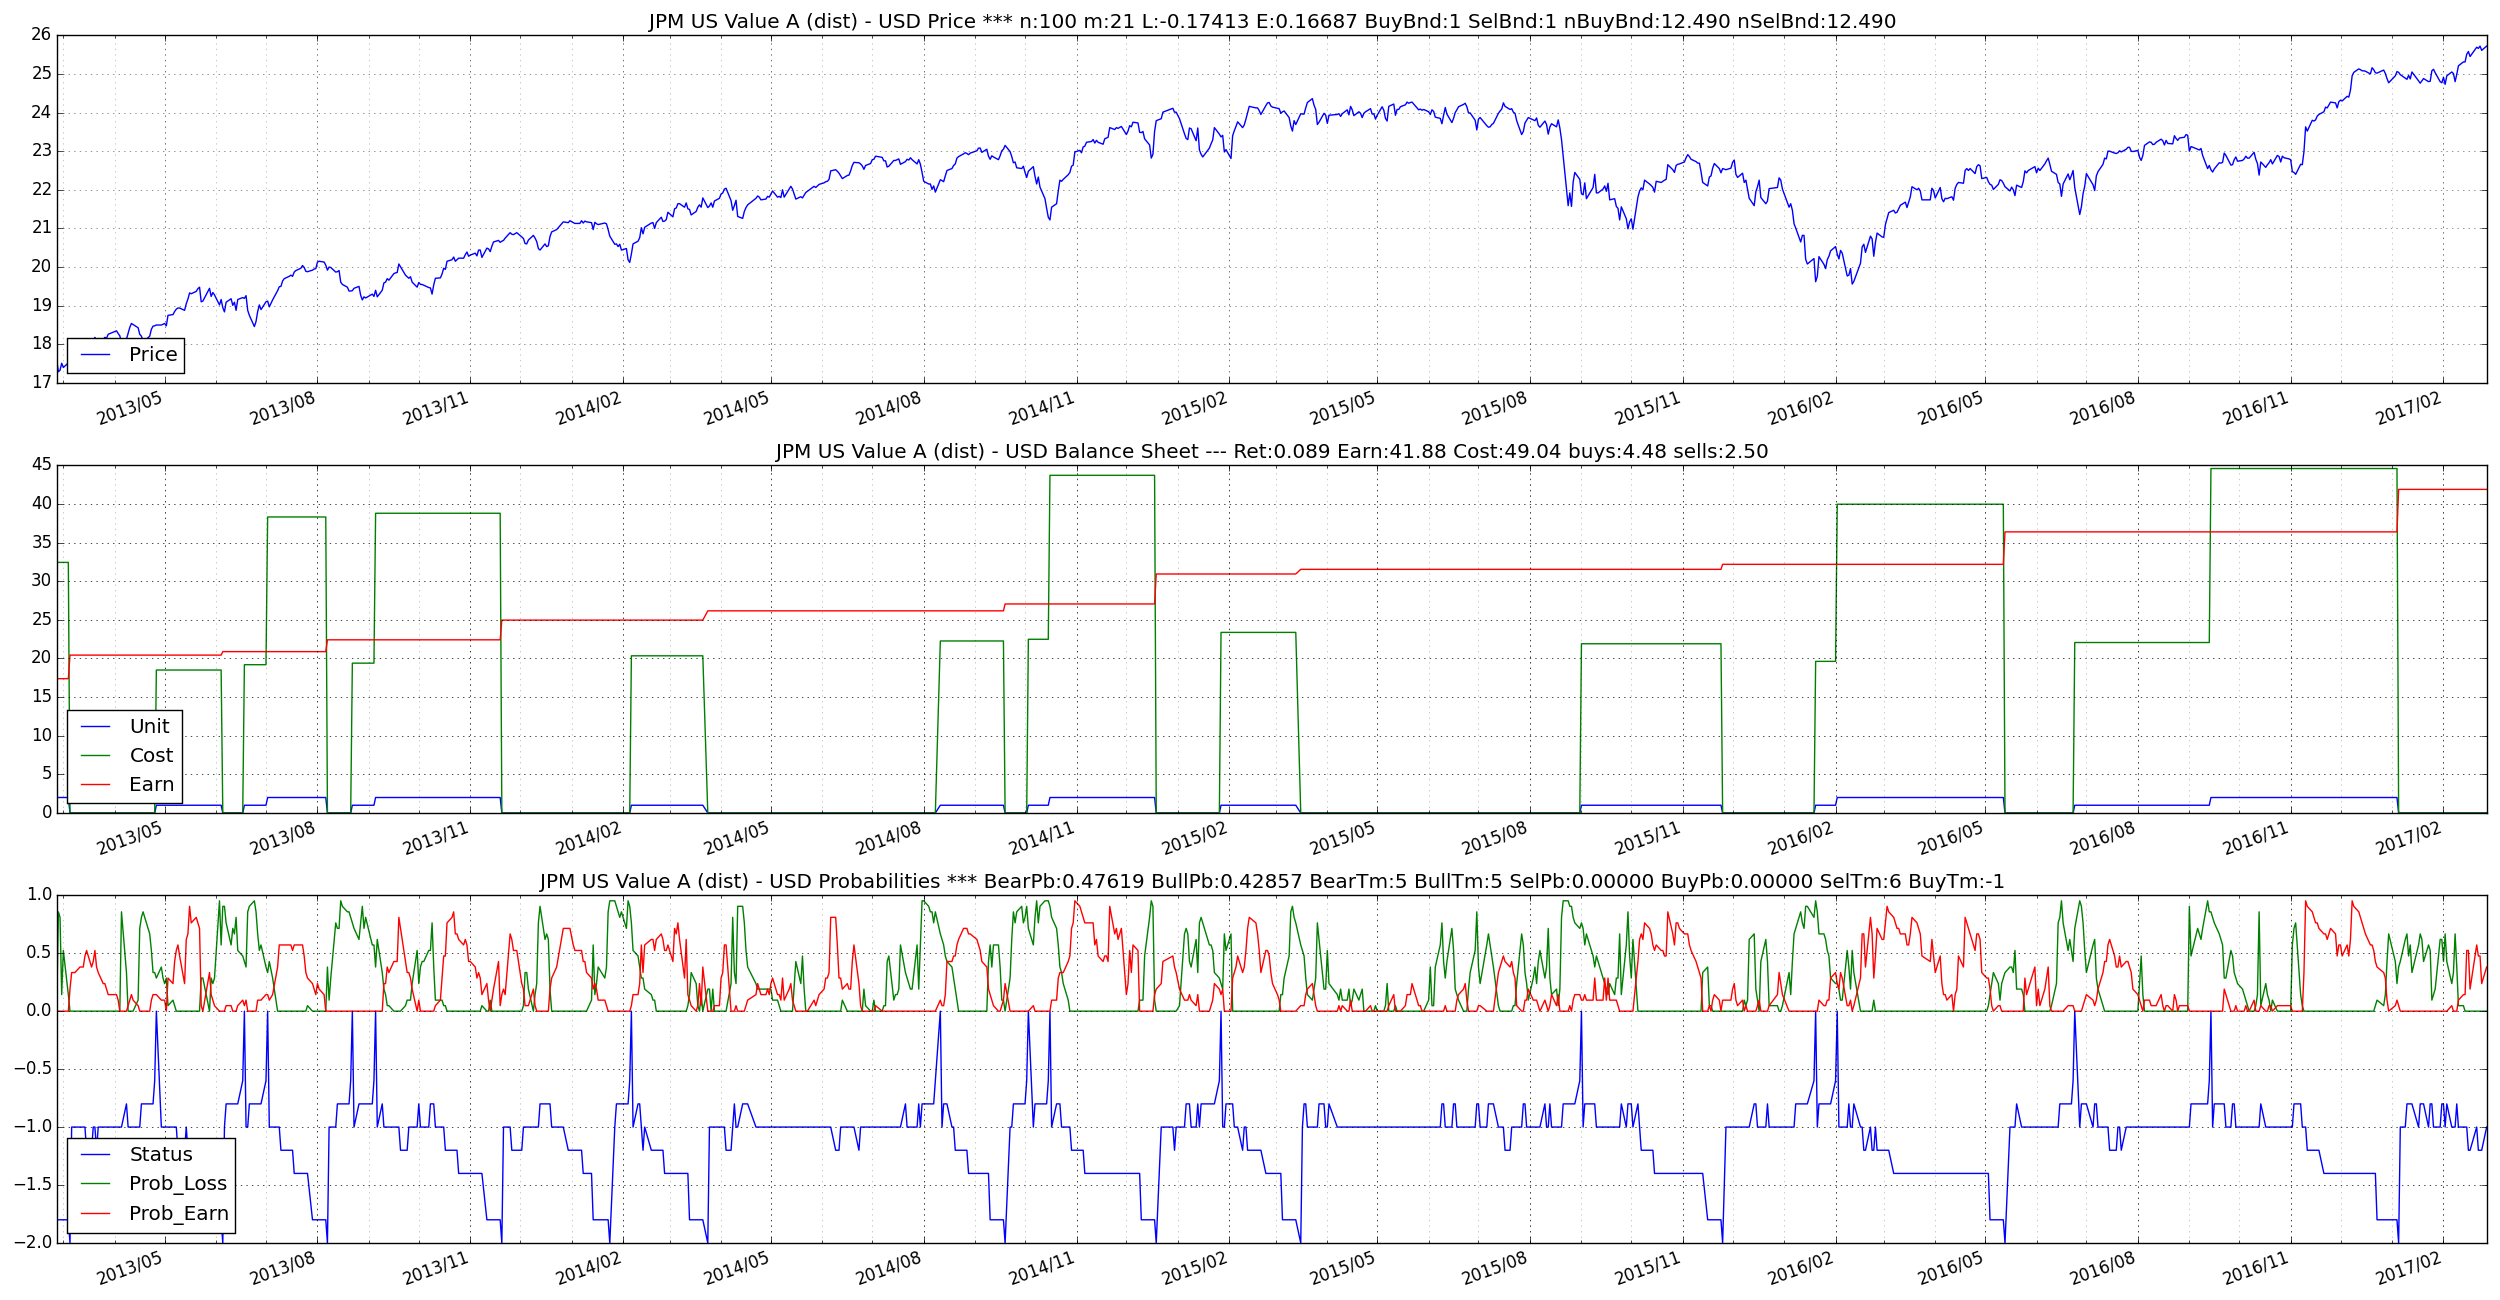 JPM US Value A (dist) - USD Price *** n:100 m:21 L:-0.17413 E:0.16687 BuyBnd:1 SelBnd:1 nBuyBnd:12.490 nSelBnd:12.490
26
25
24
23
22
21
20
19
18
17
Price
2013/05 2013/08 2013/11 2014/02 2014/05 2014/08 2014/11 2015/02 2015/05 2015/08 2015/11 2016/02 2016/05 2016/08 2016/11 2017/02
JPM US Value A (dist) - USD Balance Sheet --- Ret:0.089 Earn:41.88 Cost:49.04 buys:4.48 sells:2.50
45
40
35
30
25
20
15
10
5
0
Unit
Cost
Earn
2013/05 2013/08 2013/11 2014/02 2014/05 2014/08 2014/11 2015/02 2015/05 2015/08 2015/11 2016/02 2016/05 2016/08 2016/11 2017/02
JPM US Value A (dist) - USD Probabilities *** BearPb:0.47619 BullPb:0.42857 BearTm:5 BullTm:5 SelPb:0.00000 BuyPb:0.00000 SelTm:6 BuyTm:-1
1.0
0.5
0.0
−0.5
−1.0
−1.5
−2.0
Status
Prob_Loss
Prob_Earn
2013/05 2013/08 2013/11 2014/02 2014/05 2014/08 2014/11 2015/02 2015/05 2015/08 2015/11 2016/02 2016/05 2016/08 2016/11 2017/02